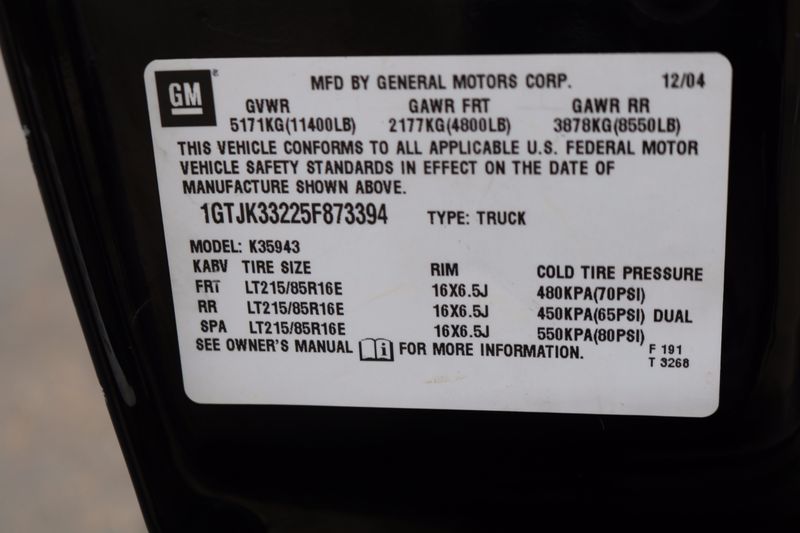 GM ® MFD BY GENERAL MOTORS CORP. 12/04
GVWR GAWR FRT GAWR RR
5171KG(11400LB) 2177KG(4800LB) 3878KG(8550LB)
THIS VEHICLE CONFORMS TO ALL APPLICABLE U.S. FEDERAL MOTOR
VEHICLE SAFETY STANDARDS IN EFFECT ON THE DATE OF
MANUFACTURE SHOWN ABOVE.
1GTJK33225F873394 TYPE: TRUCK
MODEL: K35943
KABV TIRE SIZE RIM COLD TIRE PRESSURE
FRT LT215/85R16E 16X6.5J 480KPA(70PSI)
RR LT215/85R16E 16X6.5J 450KPA(65PSI) DUAL
SPA LT215/85R16E 16X6.5J 550KPA(80PSI)
SEE OWNER'S MANUAL i FOR MORE INFORMATION. F 191
T 3268